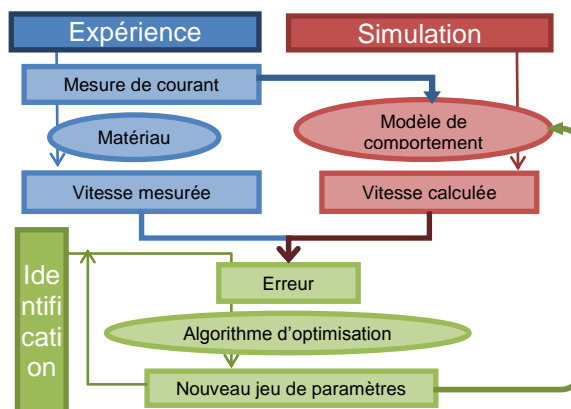 Expérience
Simulation
Mesure de courant
Matériau
Modèle de
comportement
Vitesse mesurée
Vitesse calculée
Ide
ntifi
cati
on
Erreur
Algorithme d’optimisation
Nouveau jeu de paramètres